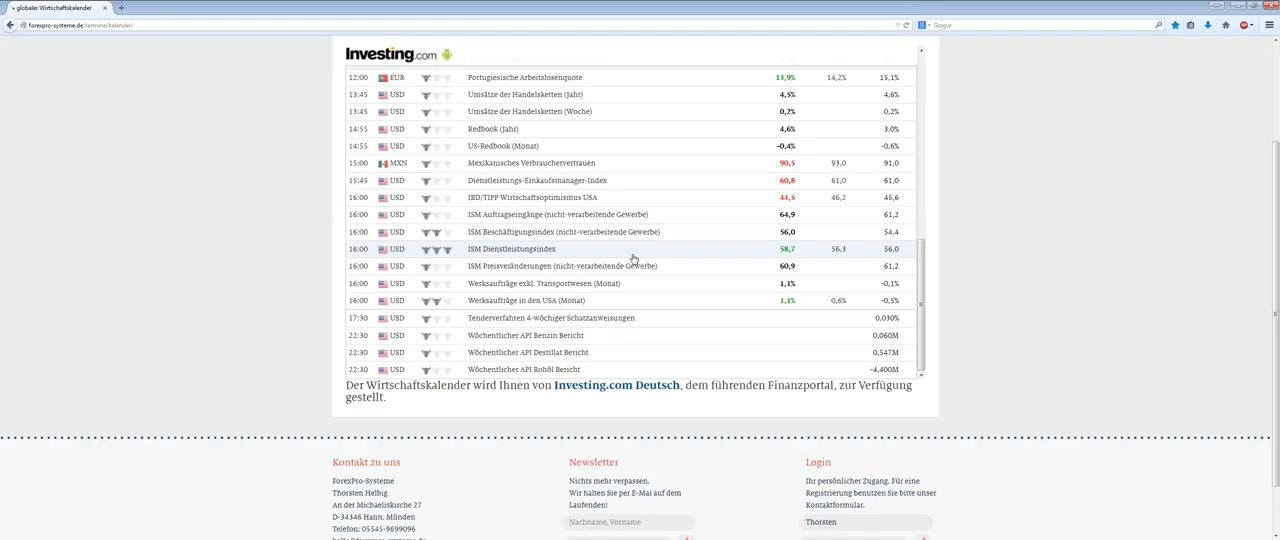 » globaler Wirtschaftskalender
forexpro-systeme.de/termine/kalender/
Google
Investing.com
12:00 EUR Portugiesische Arbeitslosenquote 13,9% 14,2% 15,1%
13:45 USD Umsätze der Handelsketten (Jahr) 4,5% 4,6%
13:45 USD Umsätze der Handelsketten (Woche) 0,2% 0,2%
14:55 USD Redbook (Jahr) 4,6% 3,0%
14:55 USD US-Redbook (Monat) -0,4% -0,6%
15:00 MXN Mexikanisches Verbrauchervertrauen 90,5 93,0 91,0
15:45 USD Dienstleistungs-Einkaufsmanager-Index 60,8 61,0 61,0
16:00 USD IBD/TIPP Wirtschaftsoptimismus USA 44,5 46,2 45,6
16:00 USD ISM Auftragseingänge (nicht-verarbeitende Gewerbe) 64,9 61,2
16:00 USD ISM Beschäftigungsindex (nicht-verarbeitende Gewerbe) 56,0 54,4
16:00 USD ISM Dienstleistungsindex 58,7 56,3 56,0
16:00 USD ISM Preisveränderungen (nicht-verarbeitende Gewerbe) 60,9 61,2
16:00 USD Werksaufträge exkl. Transportwesen (Monat) 1,1% -0,1%
16:00 USD Werksaufträge in den USA (Monat) 1,1% 0,6% -0,5%
17:30 USD Tenderverfahren 4-wöchiger Schatzanweisungen 0,030%
22:30 USD Wöchentlicher API Benzin Bericht 0,060M
22:30 USD Wöchentlicher API Destillat Bericht 0,547M
22:30 USD Wöchentlicher API Rohöl Bericht -4,400M
Der Wirtschaftskalender wird Ihnen von Investing.com Deutsch, dem führenden Finanzportal, zur Verfügung
gestellt.
Kontakt zu uns
ForexPro-Systeme
Thorsten Helbig
An der Michaeliskirche 27
D-34346 Hann. Münden
Telefon: 05545-9699096
Newsletter
Nichts mehr verpassen.
Wir halten Sie per E-Mai auf dem
Laufenden!
Nachname, Vorname
Login
Ihr persönlicher Zugang. Für eine
Registrierung benutzen Sie bitte unser
Kontaktformular.
Thorsten